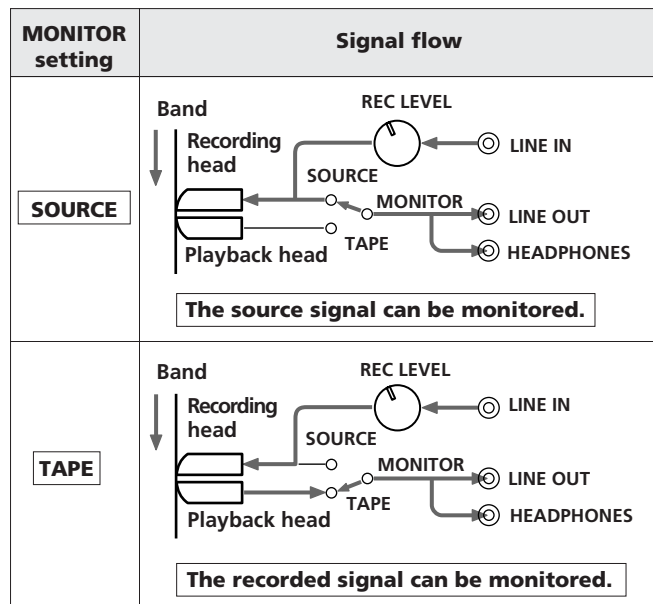 MONITOR
setting
Signal flow
SOURCE
Band
REC LEVEL
Recording
head
LINE IN
SOURCE
MONITOR
LINE OUT
TAPE
Playback head
HEADPHONES
The source signal can be monitored.
TAPE
Band
REC LEVEL
Recording
head
LINE IN
SOURCE
MONITOR
LINE OUT
TAPE
Playback head
HEADPHONES
The recorded signal can be monitored.